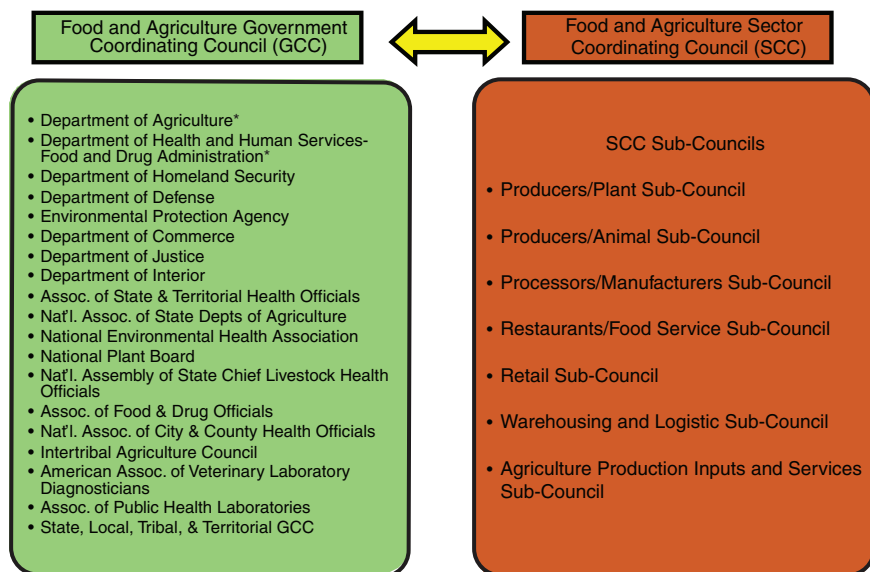 Food and Agriculture Government
Coordinating Council (GCC)
Food and Agriculture Sector
Coordinating Council (SCC)
• Department of Agriculture*
• Department of Health and Human Services-
Food and Drug Administration*
• Department of Homeland Security
• Department of Defense
• Environmental Protection Agency
• Department of Commerce
• Department of Justice
• Department of Interior
• Assoc. of State & Territorial Health Officials
• Nat'l. Assoc. of State Depts of Agriculture
• National Environmental Health Association
• National Plant Board
• Nat'l. Assembly of State Chief Livestock Health
Officials
• Assoc. of Food & Drug Officials
• Nat'l. Assoc. of City & County Health Officials
• Intertribal Agriculture Council
• American Assoc. of Veterinary Laboratory
Diagnosticians
• Assoc. of Public Health Laboratories
• State, Local, Tribal, & Territorial GCC
SCC Sub-Councils
• Producers/Plant Sub-Council
• Producers/Animal Sub-Council
• Processors/Manufacturers Sub-Council
• Restaurants/Food Service Sub-Council
• Retail Sub-Council
• Warehousing and Logistic Sub-Council
• Agriculture Production Inputs and Services
Sub-Council